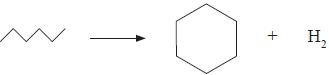 + H₂